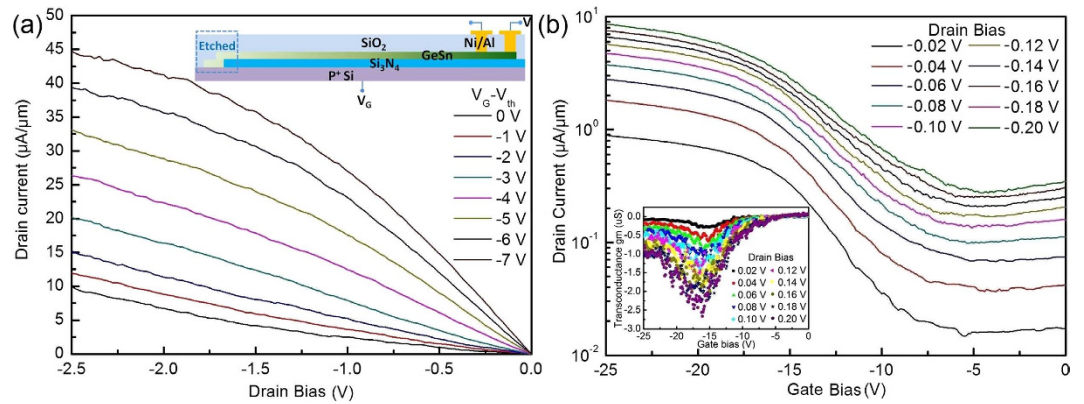 (a)
Drain current (µA/µm)
50
45
40
35
30
25
20
15
10
5
0
-2.5
-2.0
-1.5
-1.0
-0.5
0.0
Drain Bias (V)
Etched
SiO2
Ni/Al
V
GeSn
Si3N4
P+ Si
VG
VG-Vth
0 V
-1 V
-2 V
-3 V
-4 V
-5 V
-6 V
-7 V
(b)
Drain Current (µA/µm)
10^1
10^0
10^-1
10^-2
-25
-20
-15
-10
-5
0
Gate Bias (V)
Drain Bias
-0.02 V
-0.04 V
-0.06 V
-0.08 V
-0.10 V
-0.12 V
-0.14 V
-0.16 V
-0.18 V
-0.20 V
Transconductance gm (uS)
0.0
-0.5
-1.0
-1.5
-2.0
-2.5
-3.0
-25
-20
-15
-10
-5
0
Gate bias (V)
Drain Bias
0.02 V
0.04 V
0.06 V
0.08 V
0.10 V
0.12 V
0.14 V
0.16 V
0.18 V
0.20 V